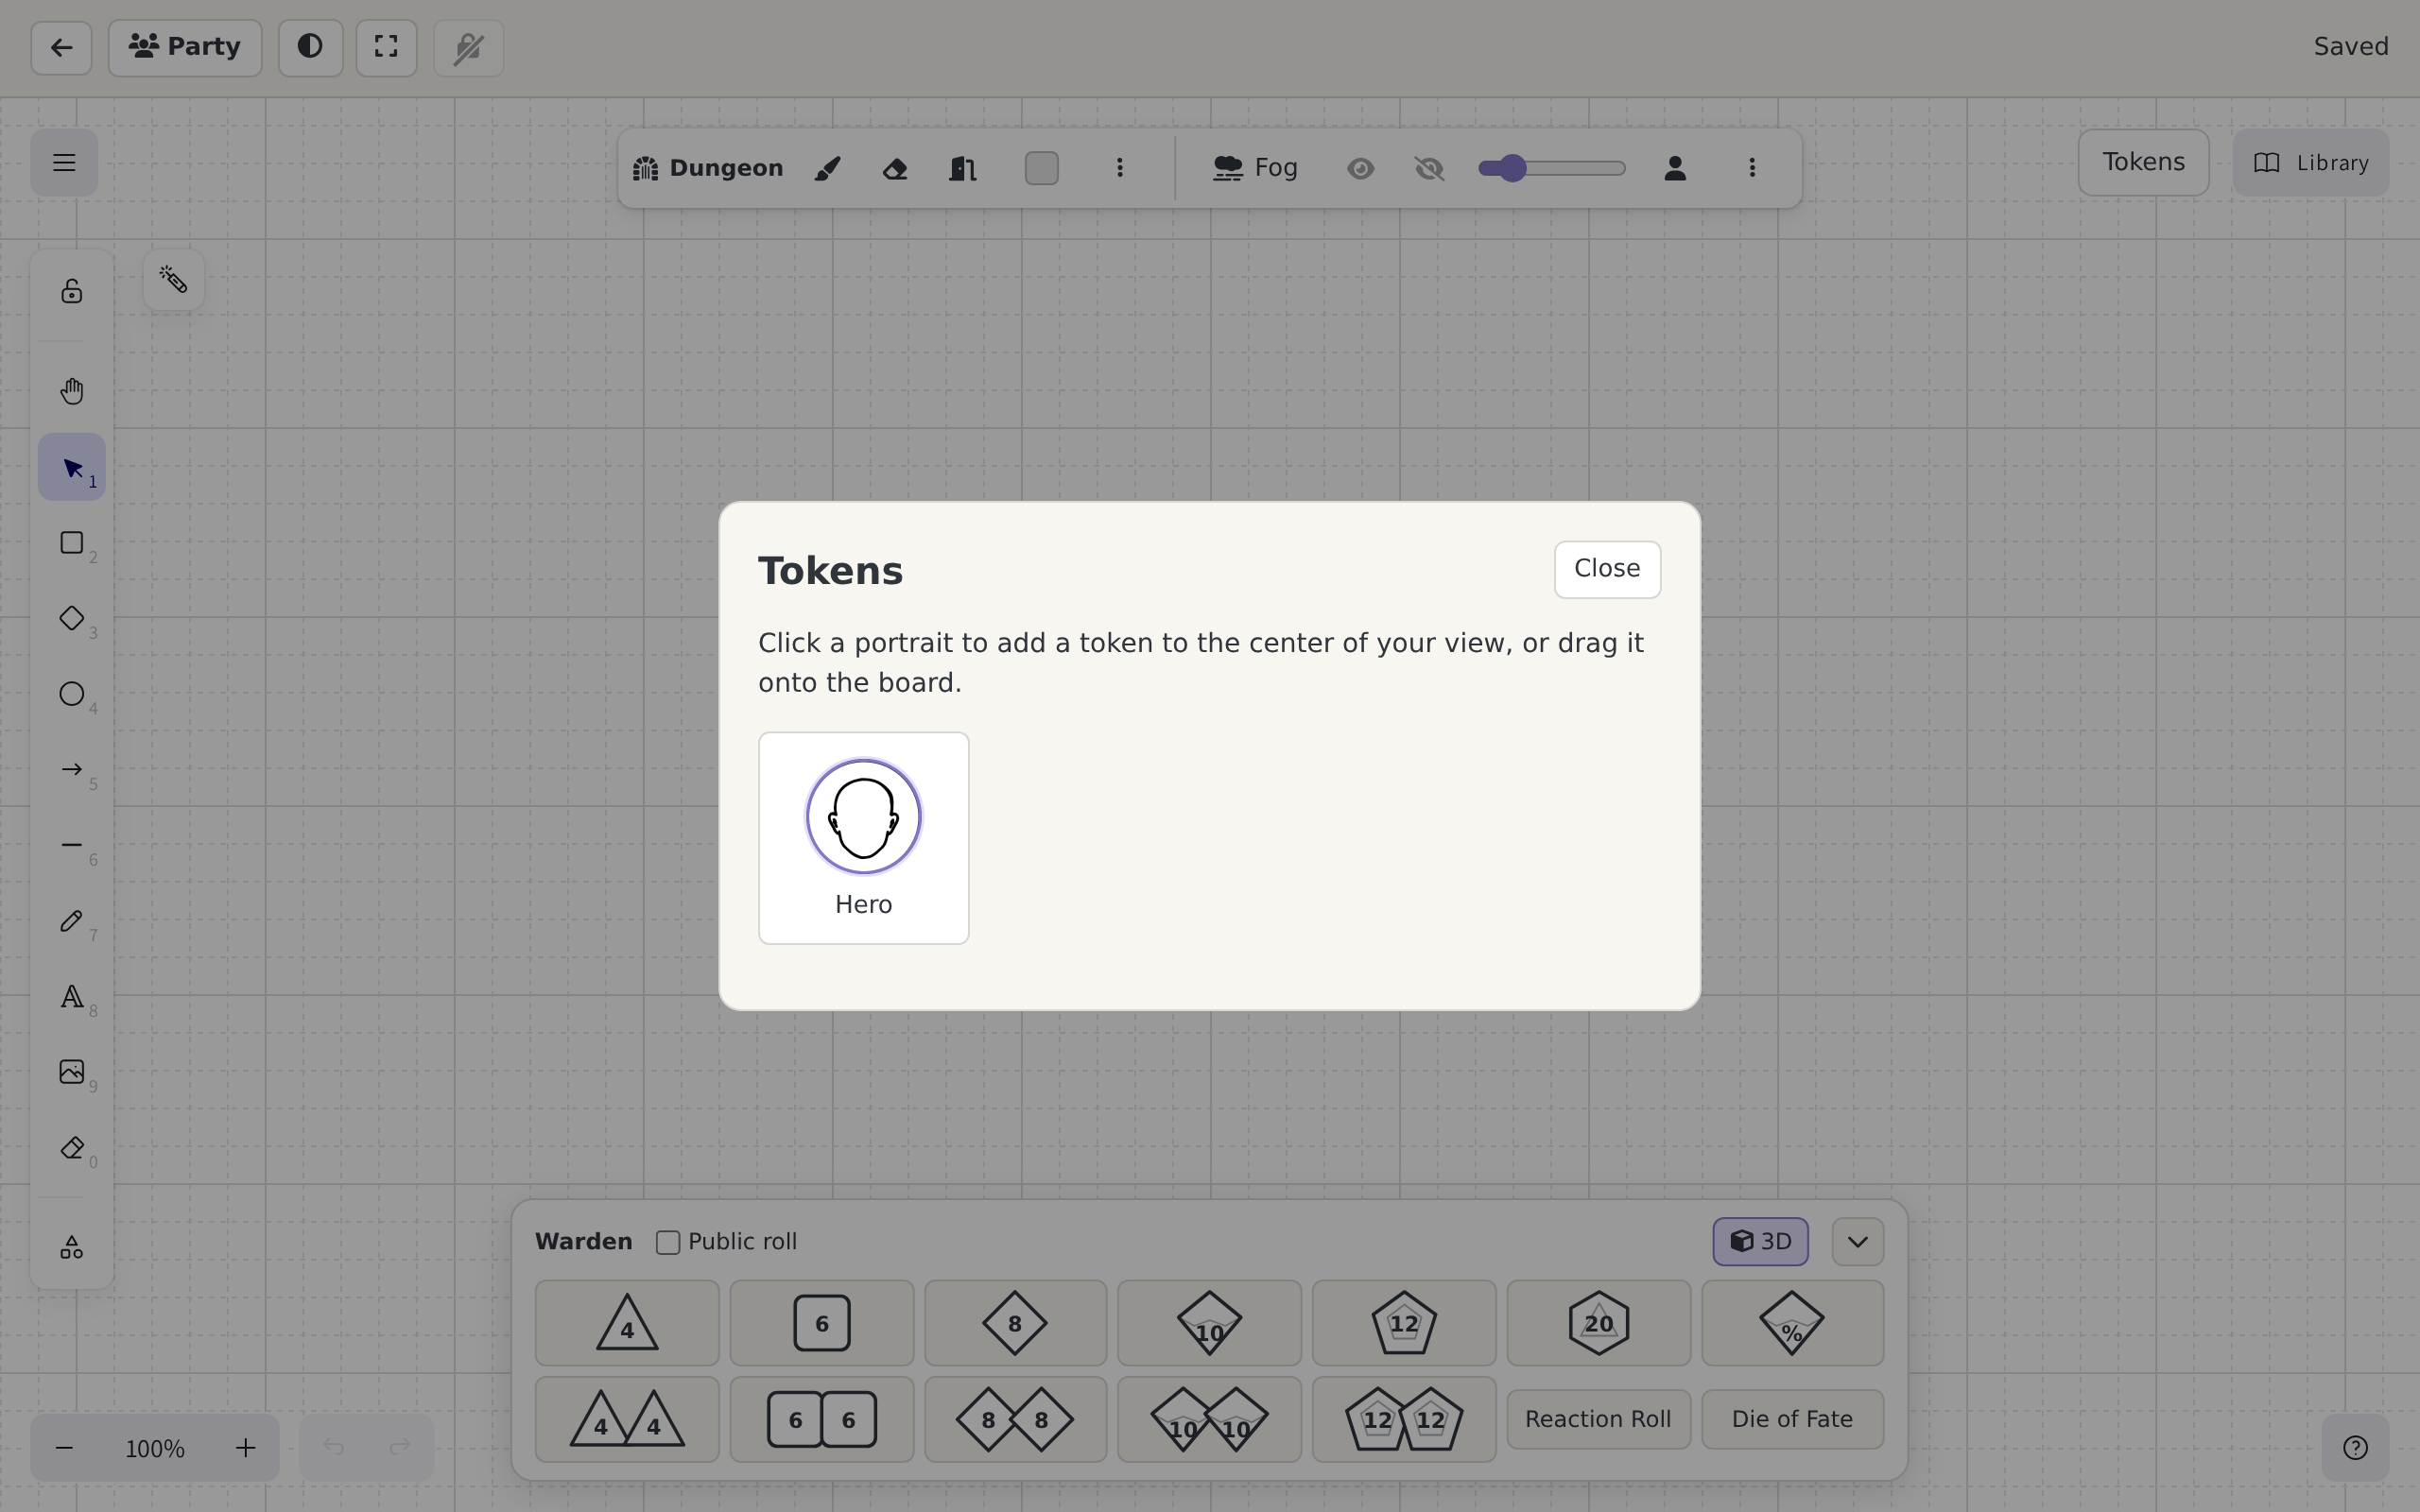 Party
Saved
Dungeon
Fog
Tokens
Library
1
2
3
4
5
6
7
8
9
0
Tokens
Close
Click a portrait to add a token to the center of your view, or drag it
onto the board.
Hero
Warden
Public roll
3D
4
6
8
10
12
20
%
4 4
6 6
8 8
10 10
12 12
Reaction Roll
Die of Fate
100%